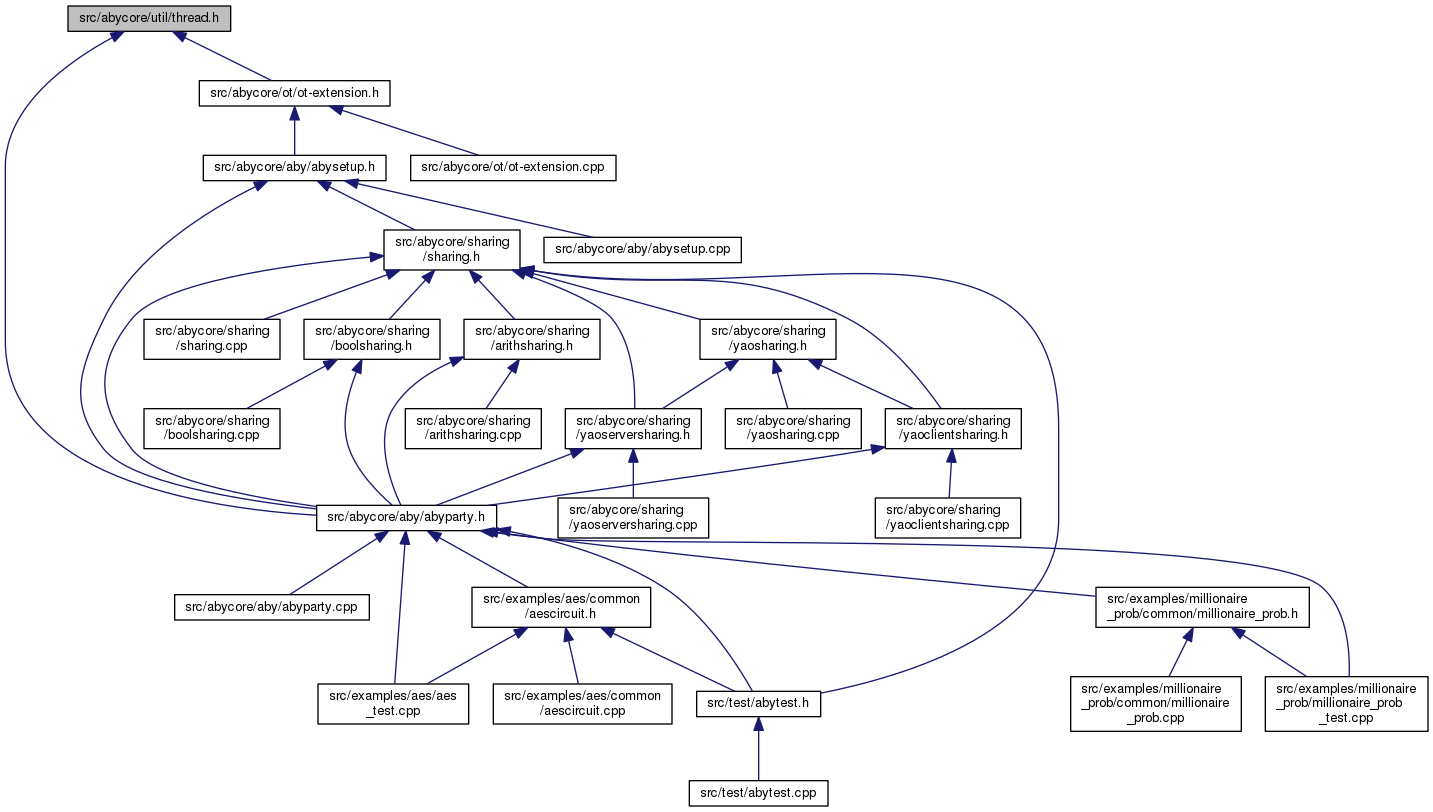 src/abycore/util/thread.h
src/abycore/ot/ot-extension.h
src/abycore/aby/abysetup.h
src/abycore/ot/ot-extension.cpp
src/abycore/sharing
/sharing.h
src/abycore/aby/abysetup.cpp
src/abycore/sharing
/sharing.cpp
src/abycore/sharing
/boolsharing.h
src/abycore/sharing
/arithsharing.h
src/abycore/sharing
/yaosharing.h
src/abycore/sharing
/boolsharing.cpp
src/abycore/sharing
/arithsharing.cpp
src/abycore/sharing
/yaoserversharing.h
src/abycore/sharing
/yaosharing.cpp
src/abycore/sharing
/yaoclientsharing.h
src/abycore/aby/abyparty.h
src/abycore/sharing
/yaoserversharing.cpp
src/abycore/sharing
/yaoclientsharing.cpp
src/abycore/aby/abyparty.cpp
src/examples/aes/common
/aescircuit.h
src/examples/millionaire
_prob/common/millionaire_prob.h
src/examples/aes/aes
_test.cpp
src/examples/aes/common
/aescircuit.cpp
src/test/abytest.h
src/examples/millionaire
_prob/common/millionaire
_prob.cpp
src/examples/millionaire
_prob/millionaire_prob
_test.cpp
src/test/abytest.cpp